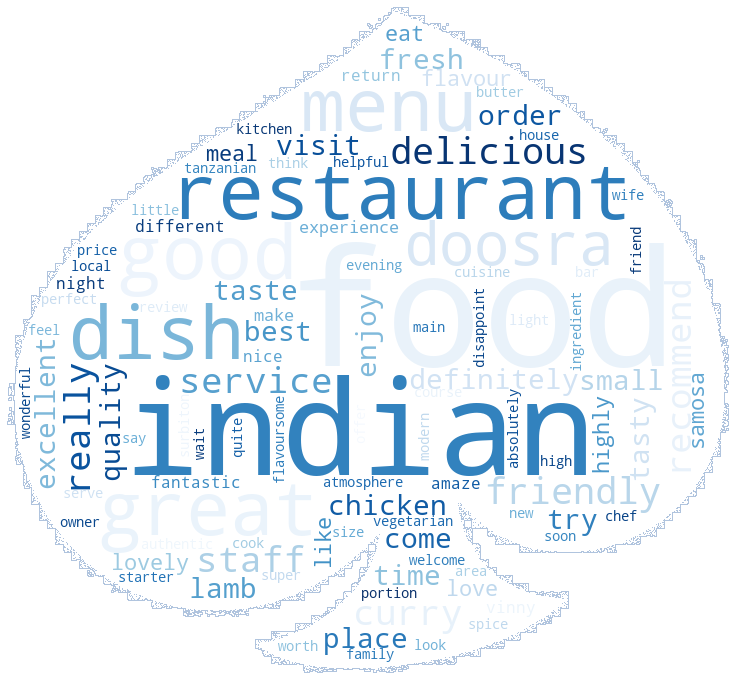 eat
fresh
return
flavour
menu
butter
order
kitchen
visit
house
meal
delicious
think
helpful
tanzanian
restaurant
wife
little
different
experience
good
doosra
friend
price
local
evening
cuisine
bar
night
taste
food
perfect
review
make
enjoy
main
disappoint
light
ingredient
recommend
feel
dish
best
nice
service
definitely
small
wonderful
excellent
really
quality
indian
course
samosa
say
surbiton
wait
quite
flavoursome
offer
modern
absolutely
high
highly
tasty
fantastic
atmosphere
amaze
friendly
serve
great
chicken
owner
vegetarian
come
new
try
chef
authentic
cook
like
size
soon
lovely
staff
welcome
starter
super
time
area
lamb
portion
love
curry
vinny
spice
place
worth
look
family